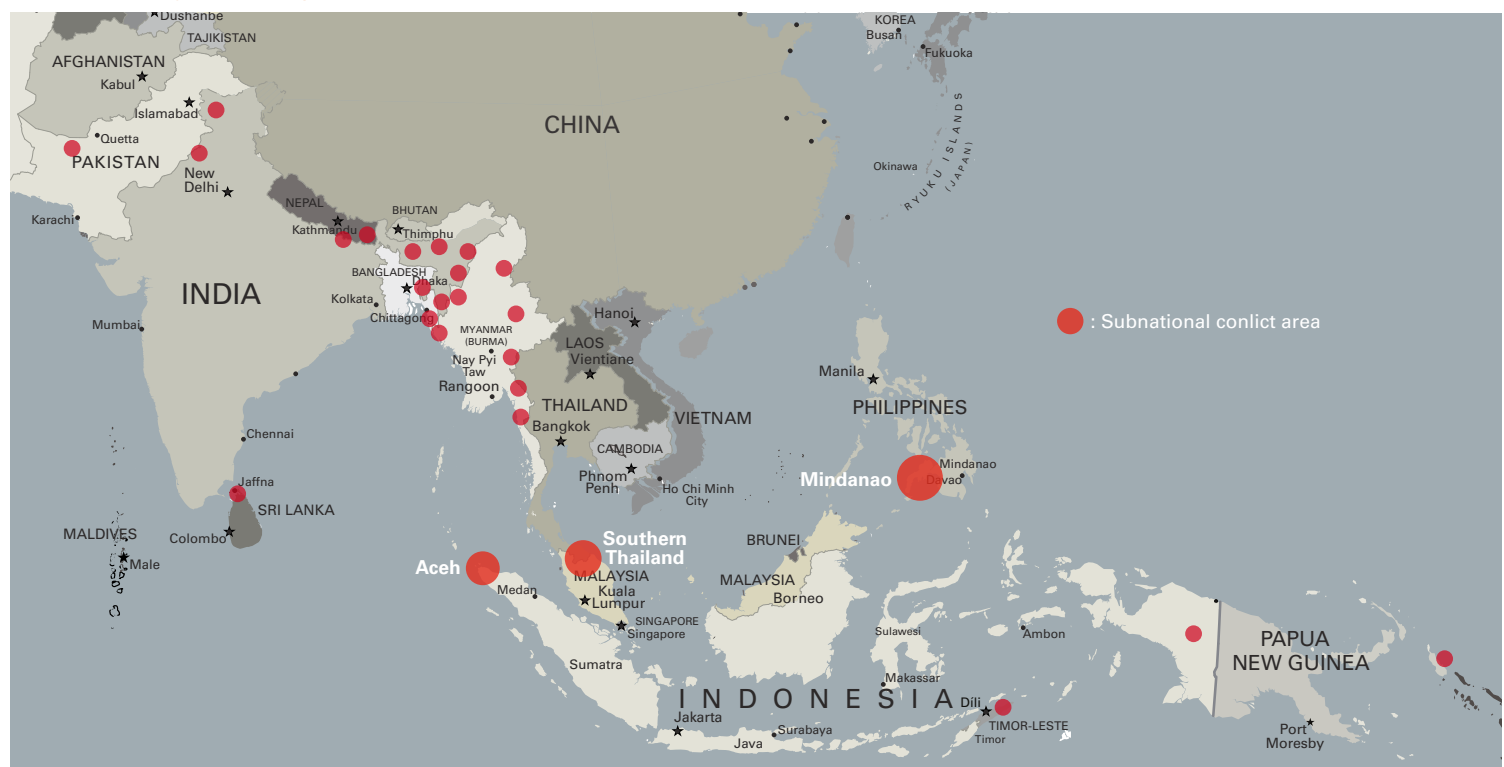 Dushanbe
TAJIKISTAN
KOREA
Busan
Fukuoka
AFGHANISTAN
Kabul
Islamabad
Quetta
PAKISTAN
CHINA
RYUKU ISLANDS
(JAPAN)
Okinawa
New
Delhi
Karachi
NEPAL
Kathmandu
BHUTAN
Thimphu
BANGLADESH
Dhaka
INDIA
Kolkata
Chittagong
Mumbai
MYANMAR
(BURMA)
Nay Pyi
Taw
Rangoon
Hanoi
LAOS
Vientiane
: Subnational conlict area
Manila
PHILIPPINES
THAILAND
Bangkok
VIETNAM
CAMBODIA
Phnom
Penh
Ho Chi Minh
City
Chennai
Mindanao
Davao
Mindanao
Jaffna
SRI LANKA
Colombo
MALDIVES
Male
Southern
Thailand
Aceh
BRUNEI
MALAYSIA
Kuala
Lumpur
MALAYSIA
Borneo
Medan
SINGAPORE
Singapore
Sulawesi
Ambon
PAPUA
NEW GUINEA
Sumatra
Makassar
INDONESIA
Dili
TIMOR-LESTE
Timor
Jakarta
Surabaya
Java
Port
Moresby